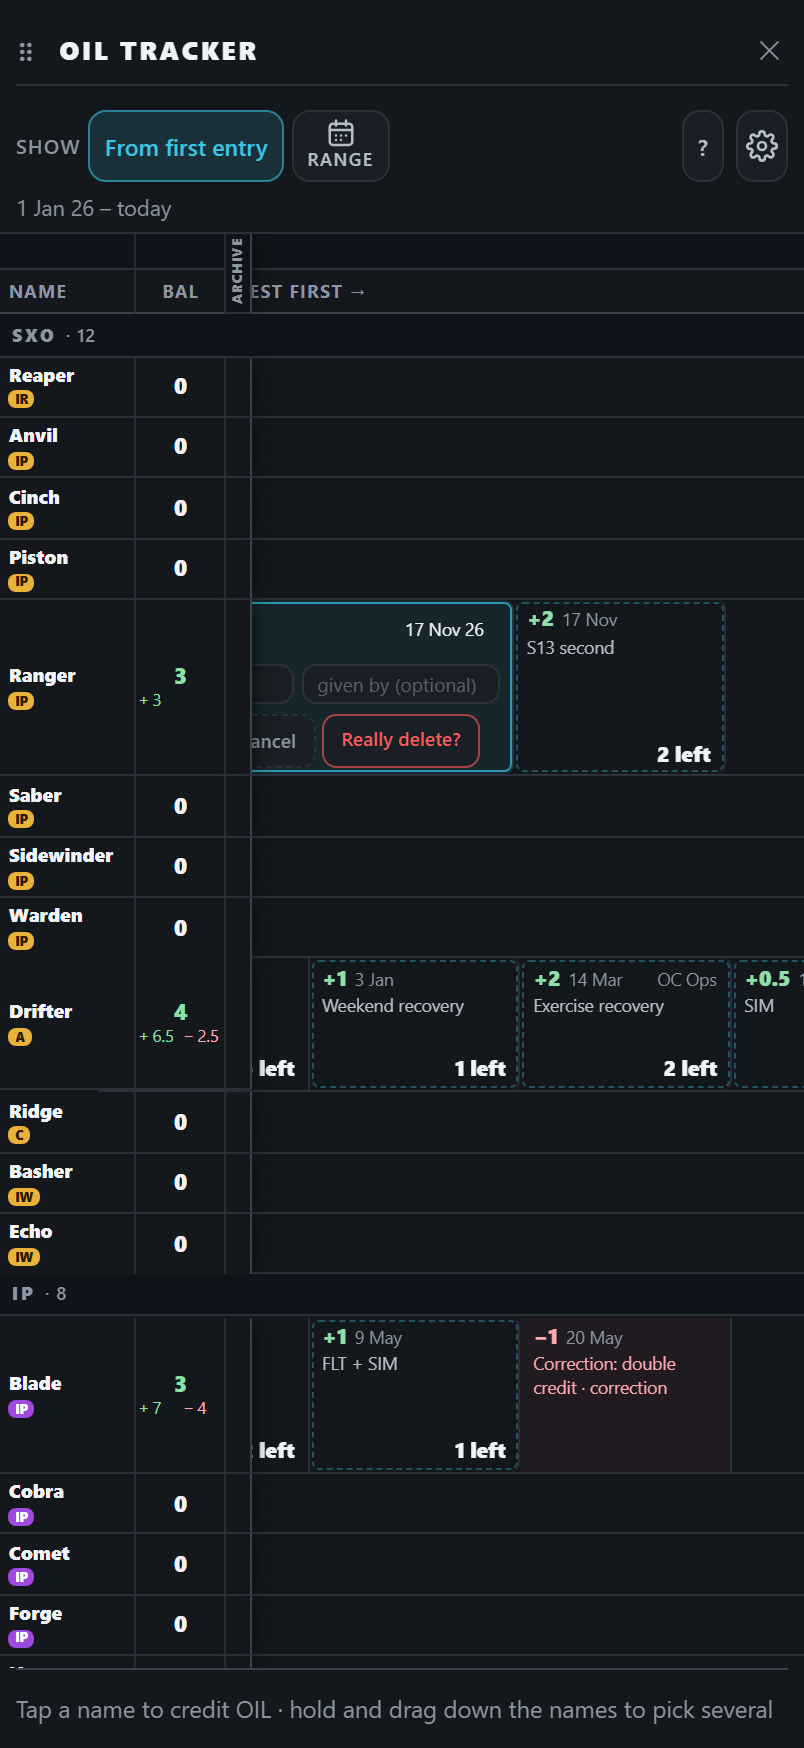 OIL TRACKER
SHOW
From first entry
RANGE
?
1 Jan 26 – today
NAME
BAL
ARCHIVE
EST FIRST →
SXO · 12
Reaper
IR
0
Anvil
IP
0
Cinch
IP
0
Piston
IP
0
Ranger
IP
3
+ 3
17 Nov 26
given by (optional)
ancel
Really delete?
+2 17 Nov
S13 second
2 left
Saber
IP
0
Sidewinder
IP
0
Warden
IP
0
Drifter
A
4
+ 6.5 – 2.5
left
+1 3 Jan
Weekend recovery
1 left
+2 14 Mar OC Ops
Exercise recovery
2 left
+0.5
SIM
Ridge
C
0
Basher
IW
0
Echo
IW
0
IP · 8
Blade
IP
3
+ 7 – 4
left
+1 9 May
FLT + SIM
1 left
–1 20 May
Correction: double
credit · correction
Cobra
IP
0
Comet
IP
0
Forge
IP
0
Tap a name to credit OIL · hold and drag down the names to pick several